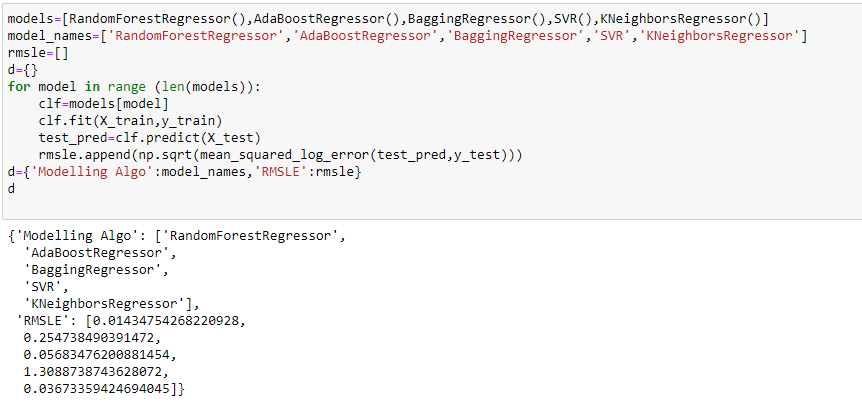 models=[RandomForestRegressor(),AdaBoostRegressor(),BaggingRegressor(),SVR(),KNeighborsRegressor()]
model_names=['RandomForestRegressor','AdaBoostRegressor','BaggingRegressor','SVR','KNeighborsRegressor']
rmsle=[]
d={}
for model in range (len(models)):
    clf=models[model]
    clf.fit(X_train,y_train)
    test_pred=clf.predict(X_test)
    rmsle.append(np.sqrt(mean_squared_log_error(test_pred,y_test)))
d={'Modelling Algo':model_names,'RMSLE':rmsle}
d
{'Modelling Algo': ['RandomForestRegressor',
  'AdaBoostRegressor',
  'BaggingRegressor',
  'SVR',
  'KNeighborsRegressor'],
 'RMSLE': [0.01434754268220928,
  0.254738490391472,
  0.05683476200881454,
  1.3088738743628072,
  0.03673359424694045]}